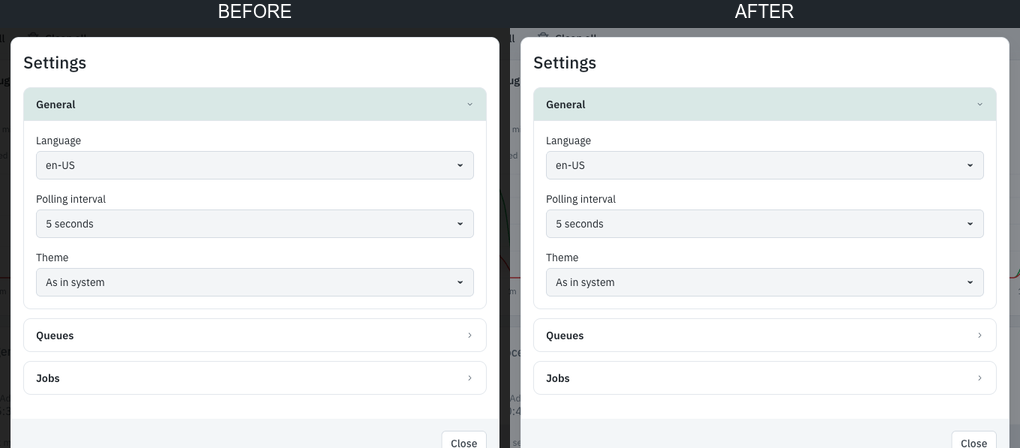 BEFORE
AFTER
Settings
General
Language
en-US
Polling interval
5 seconds
Theme
As in system
Queues
Jobs
Close
Settings
General
Language
en-US
Polling interval
5 seconds
Theme
As in system
Queues
Jobs
Close